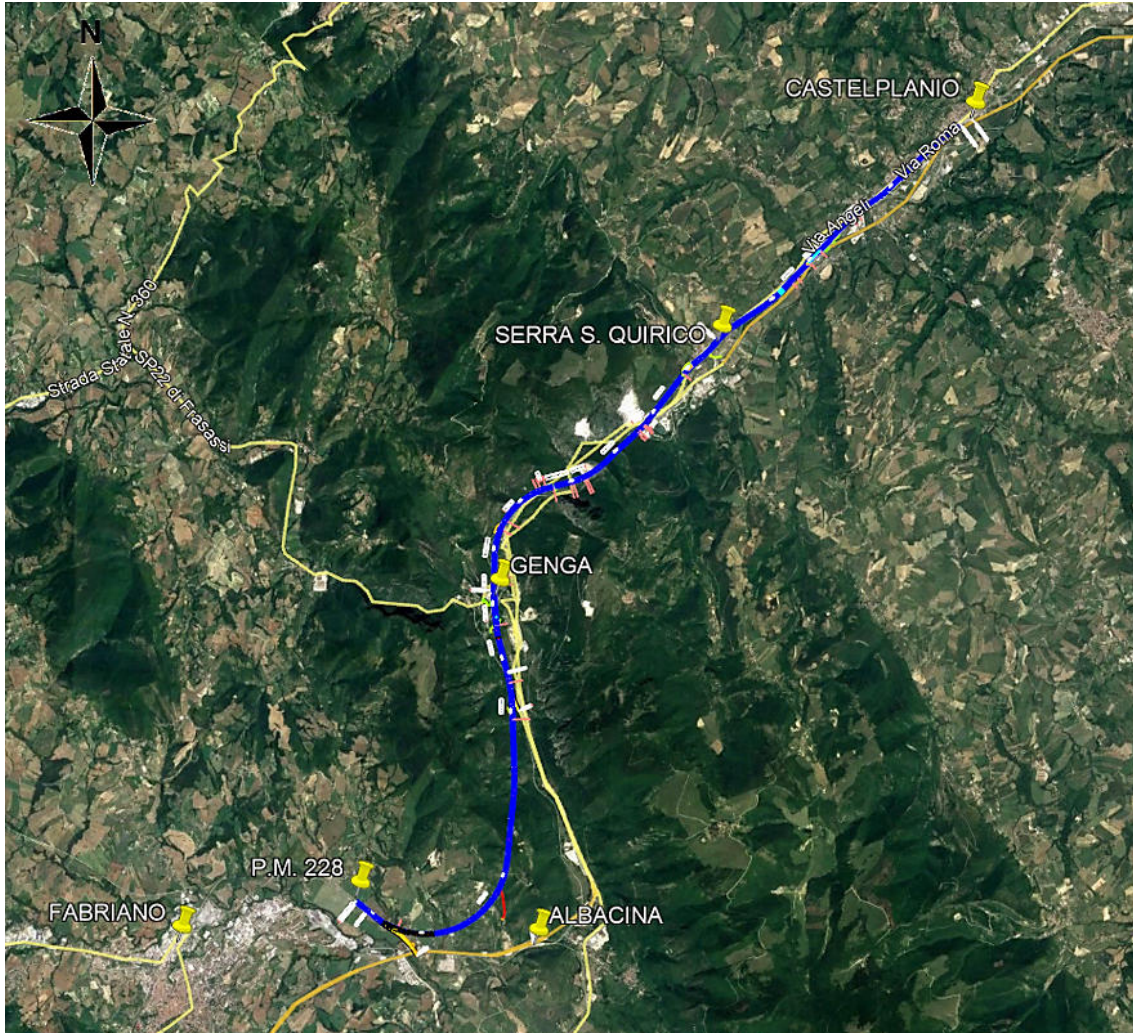 N
CASTELPLANIO
Via Roma
Via Angeli
SERRA S. QUIRICO
Strada Statale N. 360
SP22 di Frasassi
GENGA
P.M. 228
FABRIANO
ALBACINA